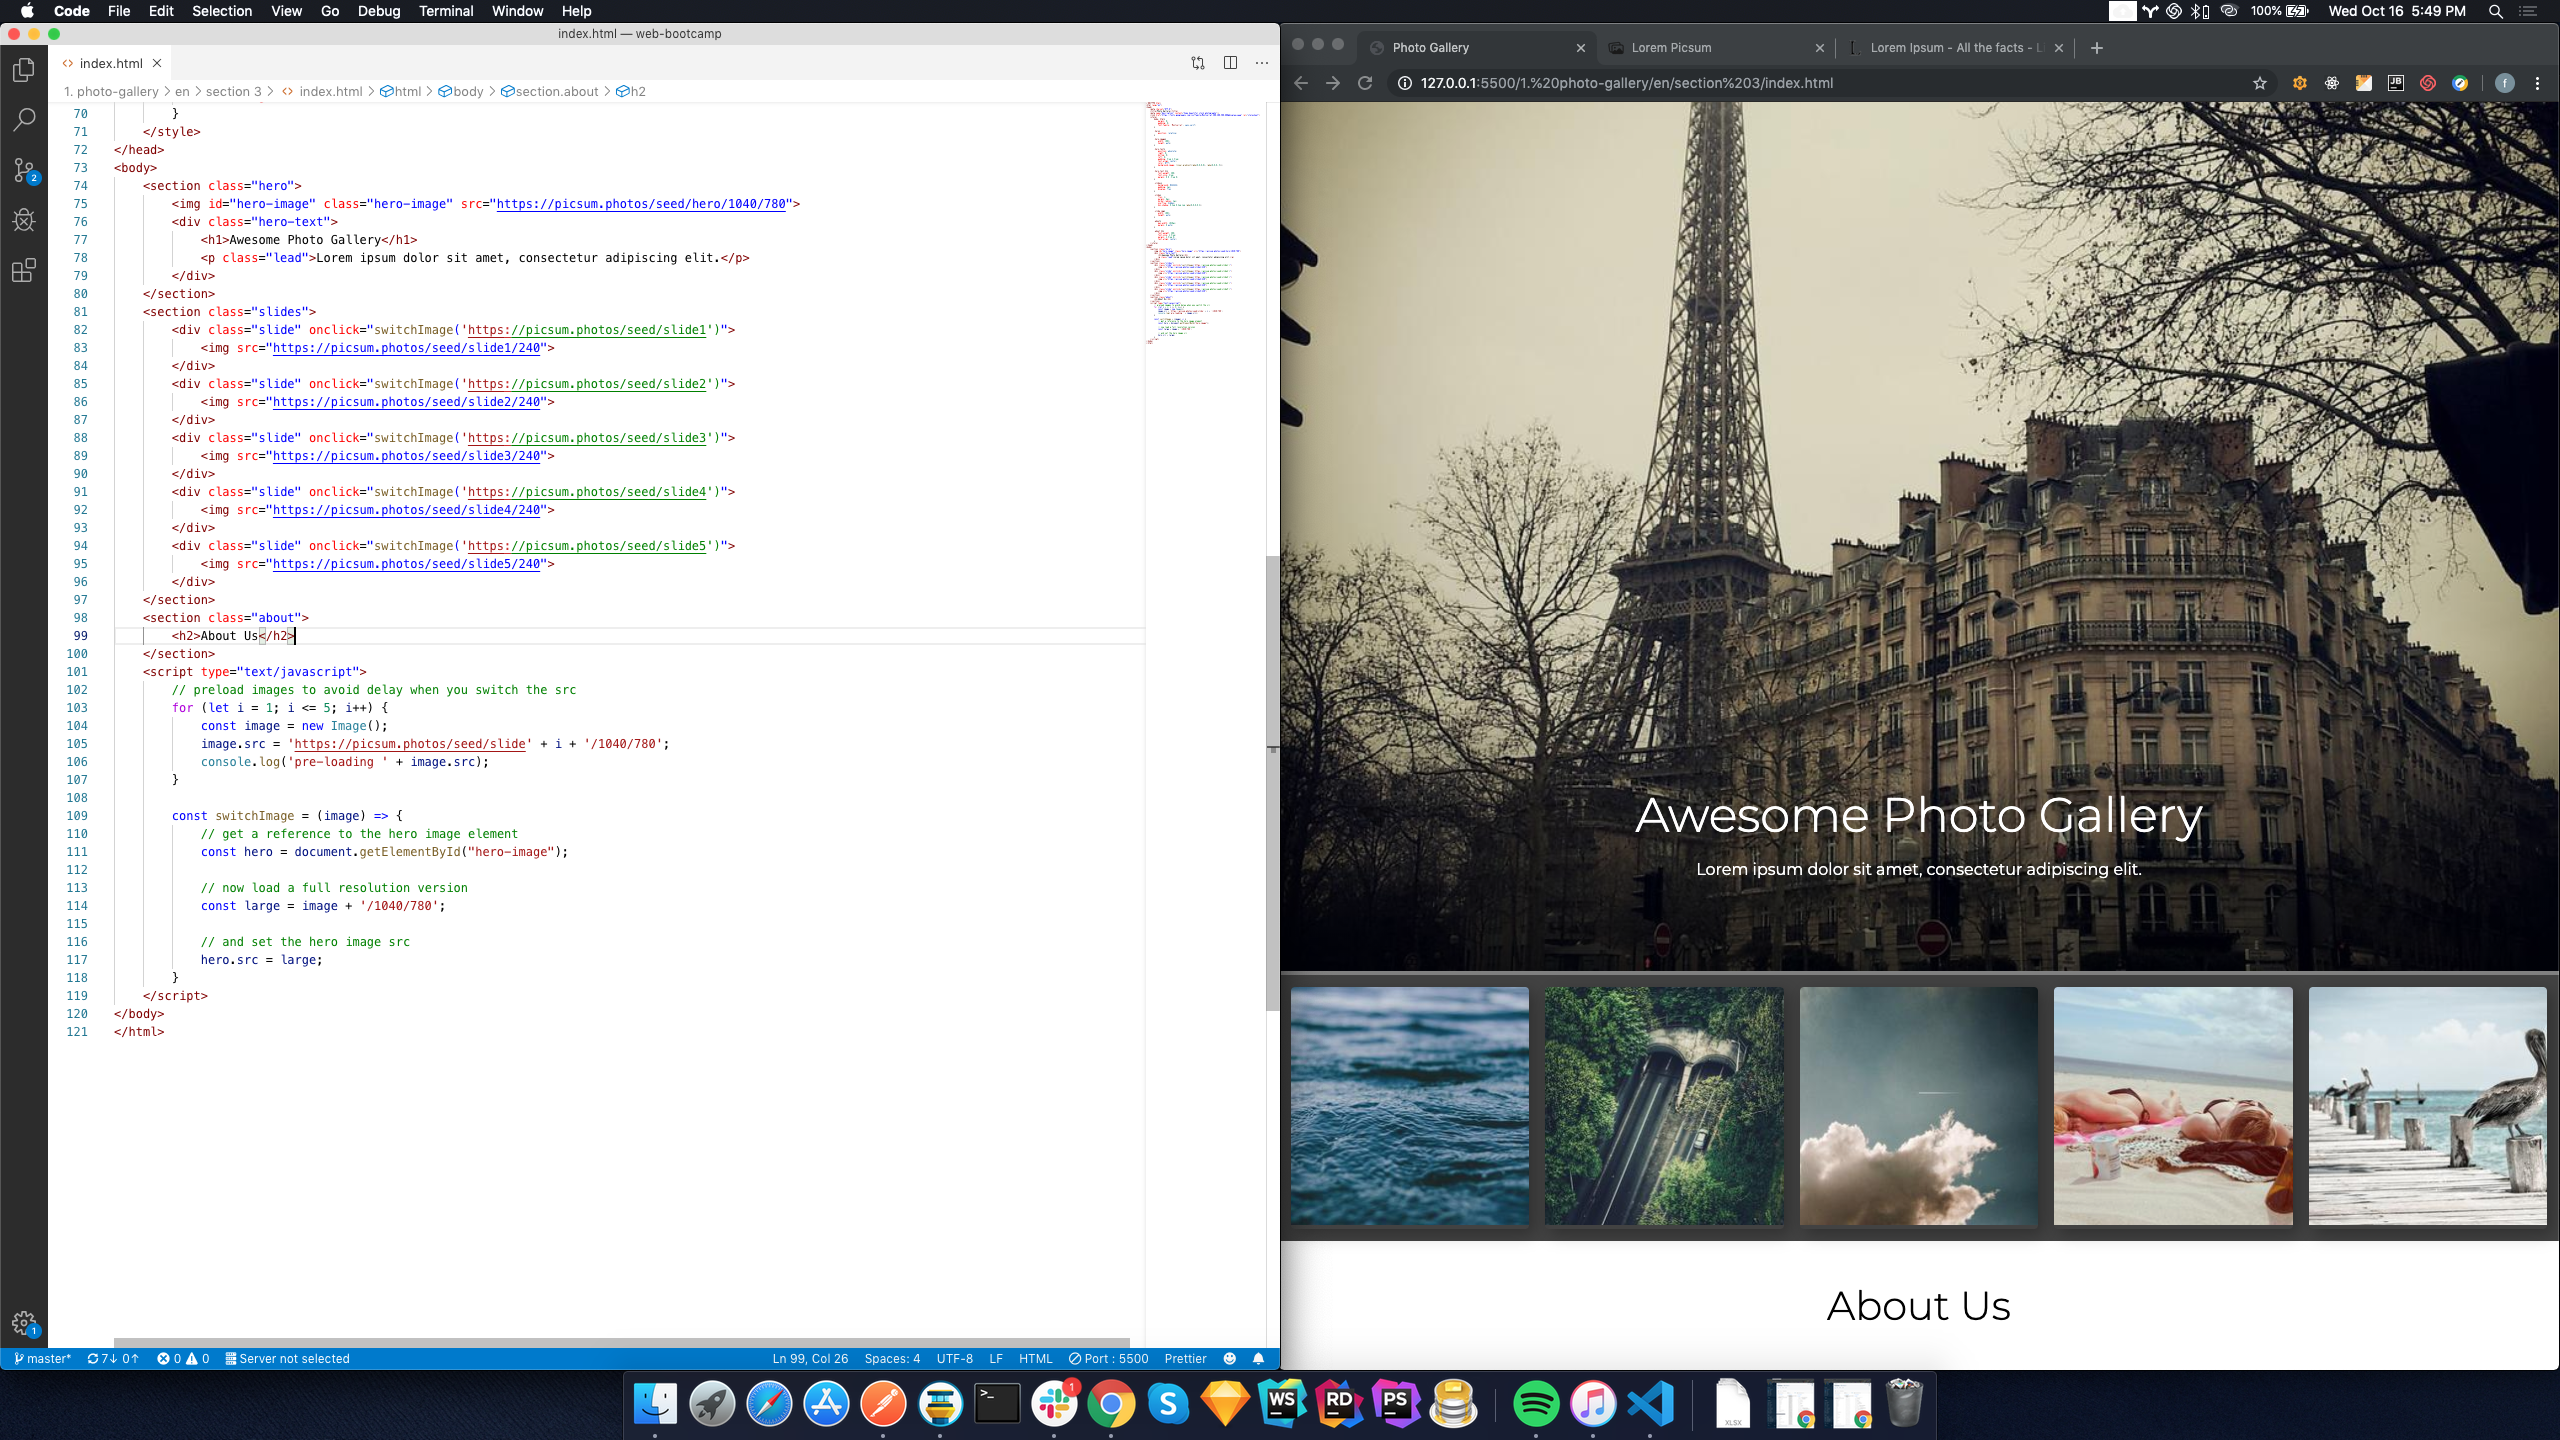 Code File Edit Selection View Go Debug Terminal Window Help
100% Wed Oct 16 5:49 PM
index.html — web-bootcamp
index.html
1. photo-gallery > en > section 3 > index.html > html > body > section.about > h2
70 }
71 </style>
72 </head>
73 <body>
74 <section class="hero">
75 <img id="hero-image" class="hero-image" src="https://picsum.photos/seed/hero/1040/780">
76 <div class="hero-text">
77 <h1>Awesome Photo Gallery</h1>
78 <p class="lead">Lorem ipsum dolor sit amet, consectetur adipiscing elit.</p>
79 </div>
80 </section>
81 <section class="slides">
82 <div class="slide" onclick="switchImage('https://picsum.photos/seed/slide1')">
83 <img src="https://picsum.photos/seed/slide1/240">
84 </div>
85 <div class="slide" onclick="switchImage('https://picsum.photos/seed/slide2')">
86 <img src="https://picsum.photos/seed/slide2/240">
87 </div>
88 <div class="slide" onclick="switchImage('https://picsum.photos/seed/slide3')">
89 <img src="https://picsum.photos/seed/slide3/240">
90 </div>
91 <div class="slide" onclick="switchImage('https://picsum.photos/seed/slide4')">
92 <img src="https://picsum.photos/seed/slide4/240">
93 </div>
94 <div class="slide" onclick="switchImage('https://picsum.photos/seed/slide5')">
95 <img src="https://picsum.photos/seed/slide5/240">
96 </div>
97 </section>
98 <section class="about">
99 <h2>About Us</h2>
100 </section>
101 <script type="text/javascript">
102 // preload images to avoid delay when you switch the src
103 for (let i = 1; i <= 5; i++) {
104 const image = new Image();
105 image.src = 'https://picsum.photos/seed/slide' + i + '/1040/780';
106 console.log('pre-loading ' + image.src);
107 }
108
109 const switchImage = (image) => {
110 // get a reference to the hero image element
111 const hero = document.getElementById("hero-image");
112
113 // now load a full resolution version
114 const large = image + '/1040/780';
115
116 // and set the hero image src
117 hero.src = large;
118 }
119 </script>
120 </body>
121 </html>
2
1
master* 7↓ 0↑ 0 0 Server not selected Ln 99, Col 26 Spaces: 4 UTF-8 LF HTML Port : 5500 Prettier
Photo Gallery Lorem Picsum Lorem Ipsum - All the facts - L
127.0.0.1:5500/1.%20photo-gallery/en/section%203/index.html
JB f
Awesome Photo Gallery
Lorem ipsum dolor sit amet, consectetur adipiscing elit.
About Us
>_ 1 S WS RD PS XLSX